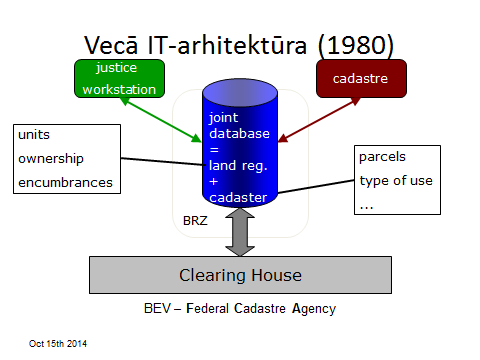 Vecā IT-arhitektūra (1980)
justice
workstation
cadastre
joint
database
=
land reg.
+
cadaster
units
ownership
encumbrances
parcels
type of use
...
BRZ
Clearing House
BEV – Federal Cadastre Agency
Oct 15th 2014